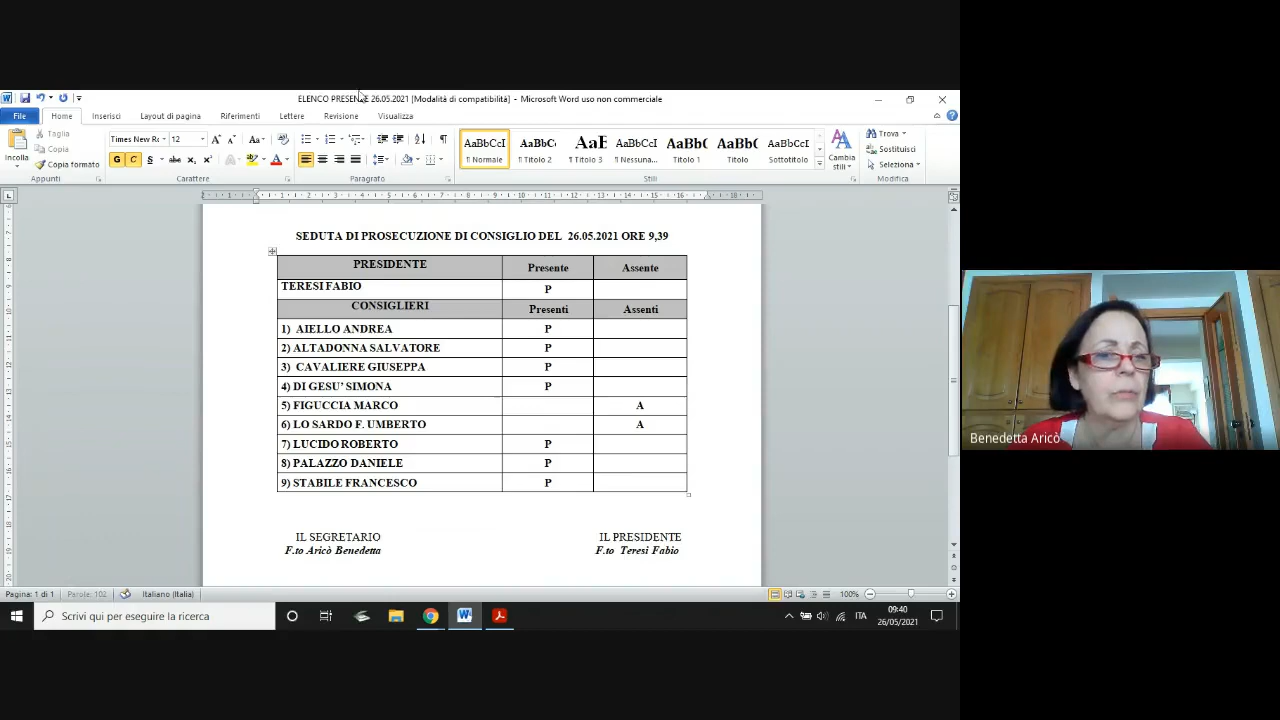 ELENCO PRESENZE 26.05.2021 [Modalità di compatibilità] - Microsoft Word uso non commerciale
File Home Inserisci Layout di pagina Riferimenti Lettere Revisione Visualizza
Incolla
Taglia
Copia
Copia formato
Appunti
Times New Ro 12
G C S abc x₂ x²
Carattere
Paragrafo
AaBbCcI AaBbC AaE AaBbCcI AaBbC AaBbC AaBbCcI
¶ Normale ¶ Titolo 2 ¶ Titolo 3 ¶ Nessuna... Titolo 1 Titolo Sottotitolo
Stili
Cambia stili
Trova
Sostituisci
Seleziona
Modifica
SEDUTA DI PROSECUZIONE DI CONSIGLIO DEL 26.05.2021 ORE 9,39
PRESIDENTE Presente Assente
TERESI FABIO P
CONSIGLIERI Presenti Assenti
1) AIELLO ANDREA P
2) ALTADONNA SALVATORE P
3) CAVALIERE GIUSEPPA P
4) DI GESU' SIMONA P
5) FIGUCCIA MARCO A
6) LO SARDO F. UMBERTO A
7) LUCIDO ROBERTO P
8) PALAZZO DANIELE P
9) STABILE FRANCESCO P
IL SEGRETARIO IL PRESIDENTE
F.to Aricò Benedetta F.to Teresi Fabio
Pagina: 1 di 1 Parole: 102 Italiano (Italia) 100%
Scrivi qui per eseguire la ricerca
ITA
09:40
26/05/2021
Benedetta Aricò